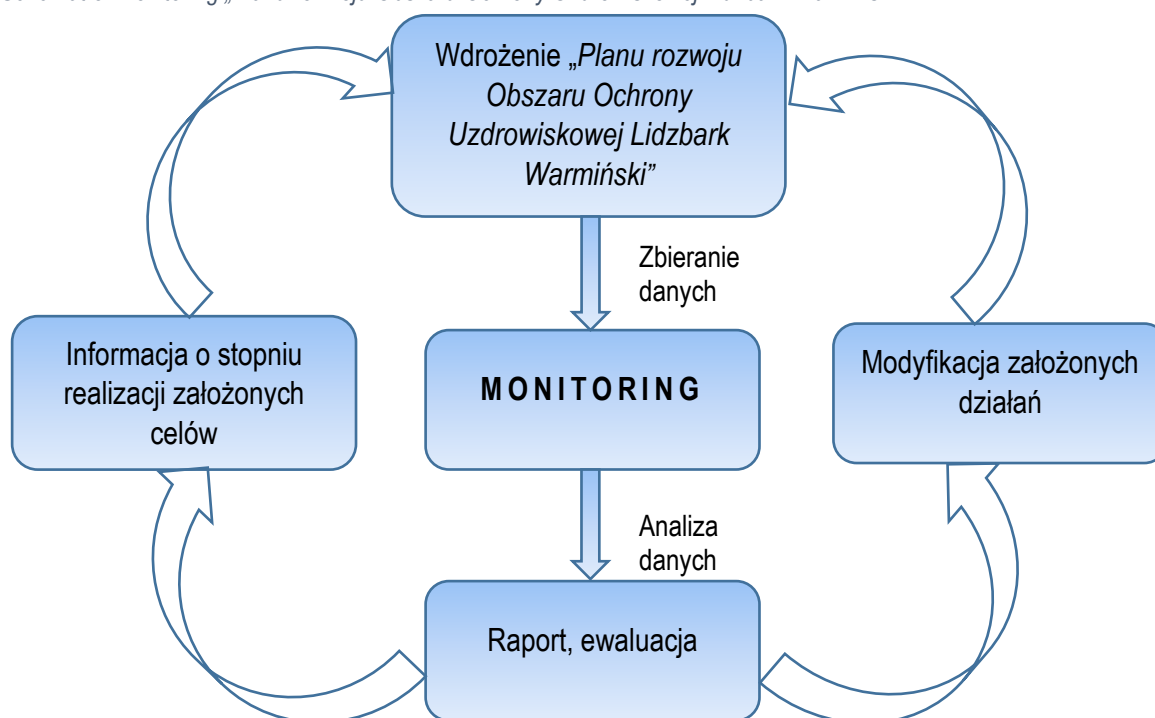 Wdrożenie „Planu rozwoju
Obszaru Ochrony
Uzdrowiskowej Lidzbark
Warmiński”
Zbieranie
danych
Informacja o stopniu
realizacji założonych
celów
MONITORING
Modyfikacja założonych
działań
Analiza
danych
Raport, ewaluacja